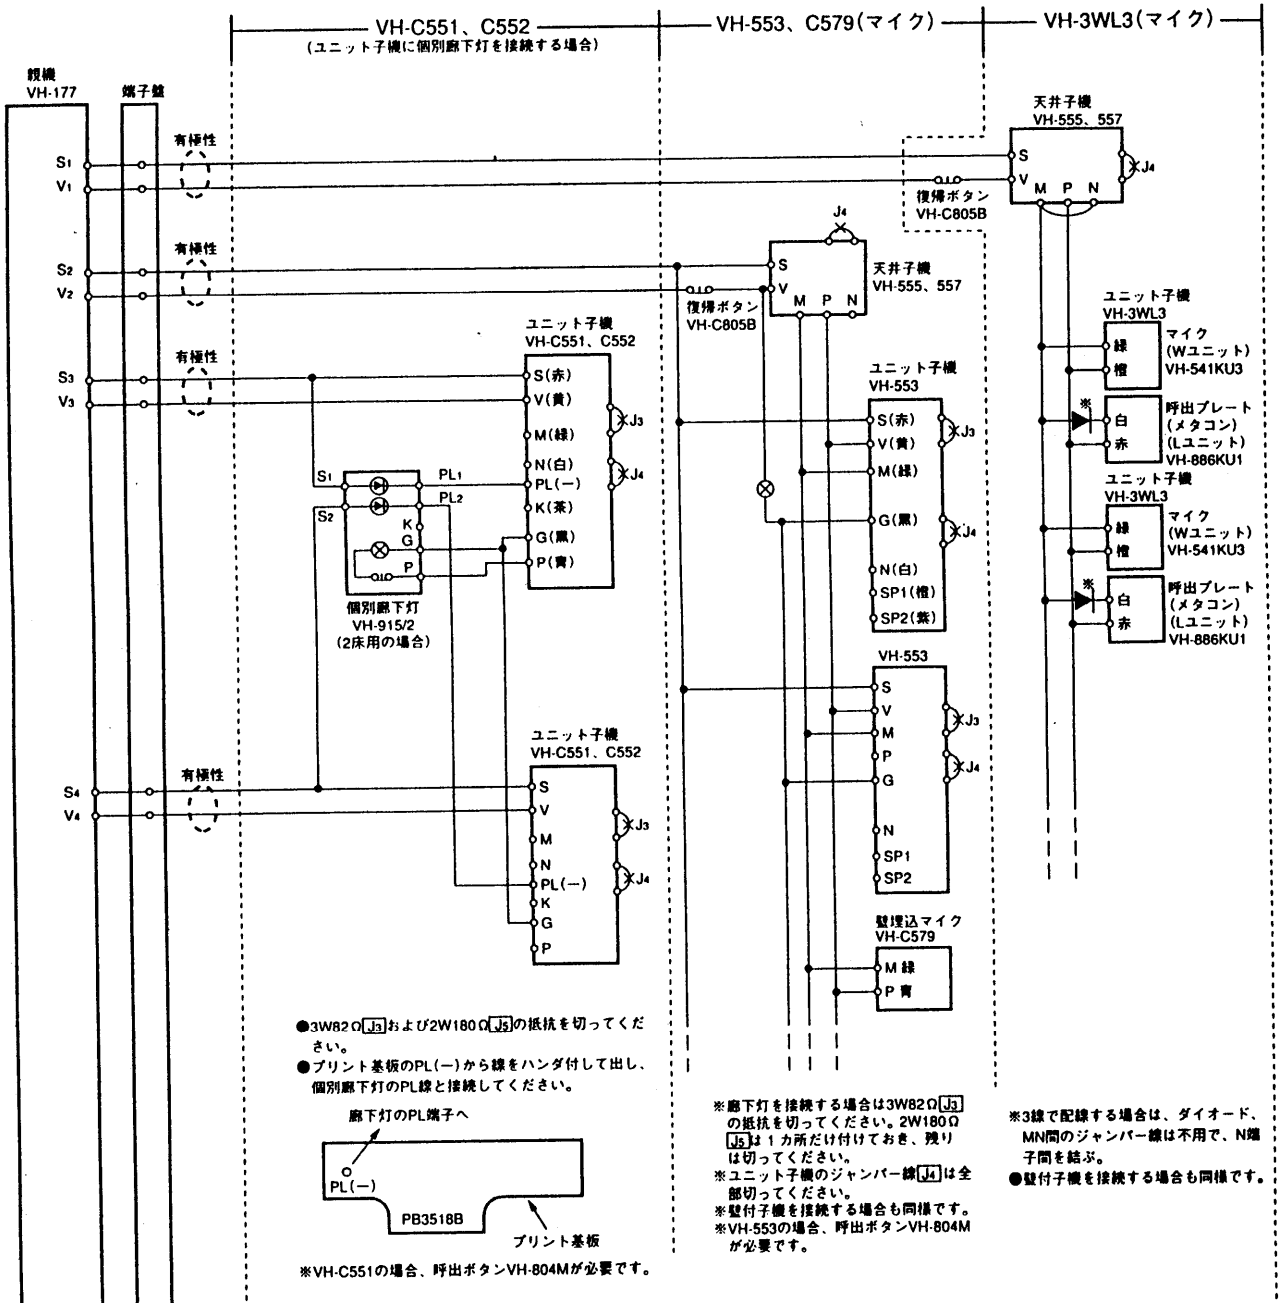 VH-C551、C552
(ユニット子機に個別廊下灯を接続する場合)
VH-553、C579(マイク)
VH-3WL3(マイク)
親機
VH-177
端子盤
有極性
S1
V1
天井子機
VH-555、557
S
V
M P N
J4
復帰ボタン
VH-C805B
有極性
S2
V2
復帰ボタン
VH-C805B
J4
S
V
M P N
天井子機
VH-555、557
ユニット子機
VH-3WL3
緑
橙
マイク
(Wユニット)
VH-541KU3
※
白
赤
呼出プレート
(メタコン)
(Lユニット)
VH-886KU1
ユニット子機
VH-3WL3
緑
橙
マイク
(Wユニット)
VH-541KU3
※
白
赤
呼出プレート
(メタコン)
(Lユニット)
VH-886KU1
有極性
S3
V3
ユニット子機
VH-C551、C552
S(赤)
V(黄)
M(緑)
N(白)
PL(−)
K(茶)
G(黒)
P(青)
J3
J4
S1
S2
PL1
PL2
K
G
P
個別廊下灯
VH-915/2
(2床用の場合)
ユニット子機
VH-553
S(赤)
V(黄)
M(緑)
G(黒)
N(白)
SP1(橙)
SP2(紫)
J3
J4
VH-553
S
V
M
P
G
N
SP1
SP2
J3
J4
壁埋込マイク
VH-C579
M 緑
P 青
有極性
S4
V4
ユニット子機
VH-C551、C552
S
V
M
N
PL(−)
K
G
P
J3
J4
●3W82ΩJ3および2W180ΩJ5の抵抗を切ってくだ
さい。
●プリント基板のPL(−)から線をハンダ付して出し、
個別廊下灯のPL線と接続してください。
廊下灯のPL端子へ
PL(−)
PB3518B
プリント基板
※VH-C551の場合、呼出ボタンVH-804Mが必要です。
※廊下灯を接続する場合は3W82ΩJ3
の抵抗を切ってください。2W180Ω
J5は1カ所だけ付けておき、残り
は切ってください。
※ユニット子機のジャンパー線J4は全
部切ってください。
※壁付子機を接続する場合も同様です。
※VH-553の場合、呼出ボタンVH-804M
が必要です。
※3線で配線する場合は、ダイオード、
MN間のジャンパー線は不用で、N端
子間を結ぶ。
●壁付子機を接続する場合も同様です。